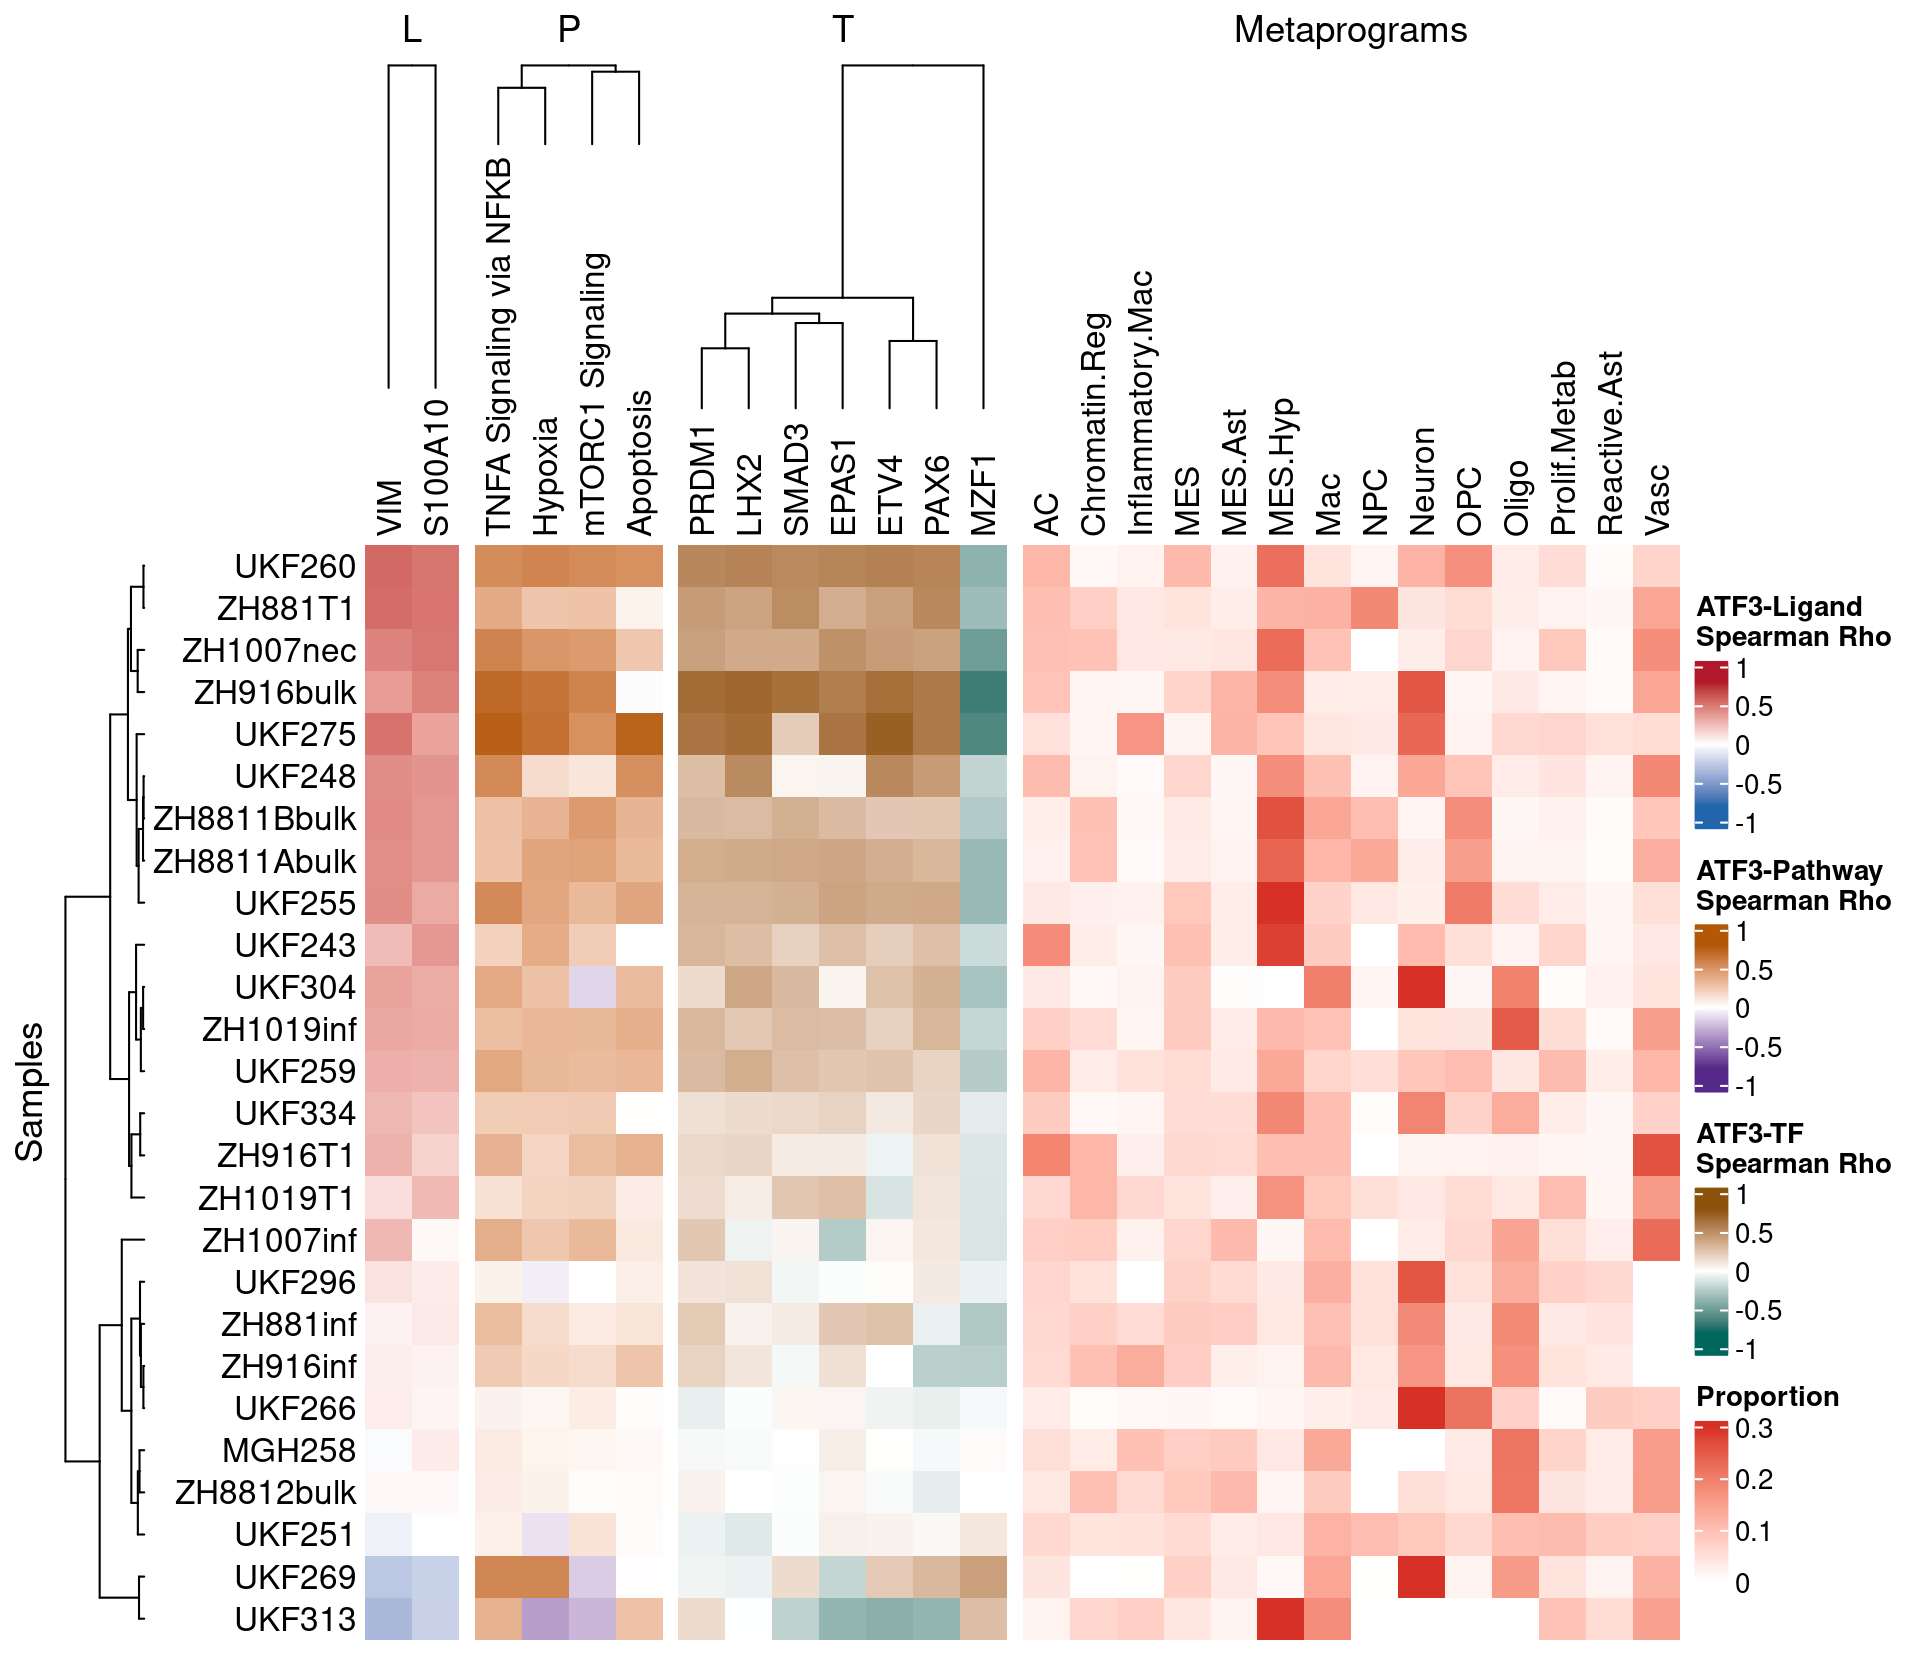 L
P
T
Metaprograms
VIM
S100A10
TNFA Signaling via NFKB
Hypoxia
mTORC1 Signaling
Apoptosis
PRDM1
LHX2
SMAD3
EPAS1
ETV4
PAX6
MZF1
AC
Chromatin.Reg
Inflammatory.Mac
MES
MES.Ast
MES.Hyp
Mac
NPC
Neuron
OPC
Oligo
Prolif.Metab
Reactive.Ast
Vasc
Samples
UKF260
ZH881T1
ZH1007nec
ZH916bulk
UKF275
UKF248
ZH8811Bbulk
ZH8811Abulk
UKF255
UKF243
UKF304
ZH1019inf
UKF259
UKF334
ZH916T1
ZH1019T1
ZH1007inf
UKF296
ZH881inf
ZH916inf
UKF266
MGH258
ZH8812bulk
UKF251
UKF269
UKF313
ATF3-Ligand
Spearman Rho
1
0.5
0
-0.5
-1
ATF3-Pathway
Spearman Rho
1
0.5
0
-0.5
-1
ATF3-TF
Spearman Rho
1
0.5
0
-0.5
-1
Proportion
0.3
0.2
0.1
0